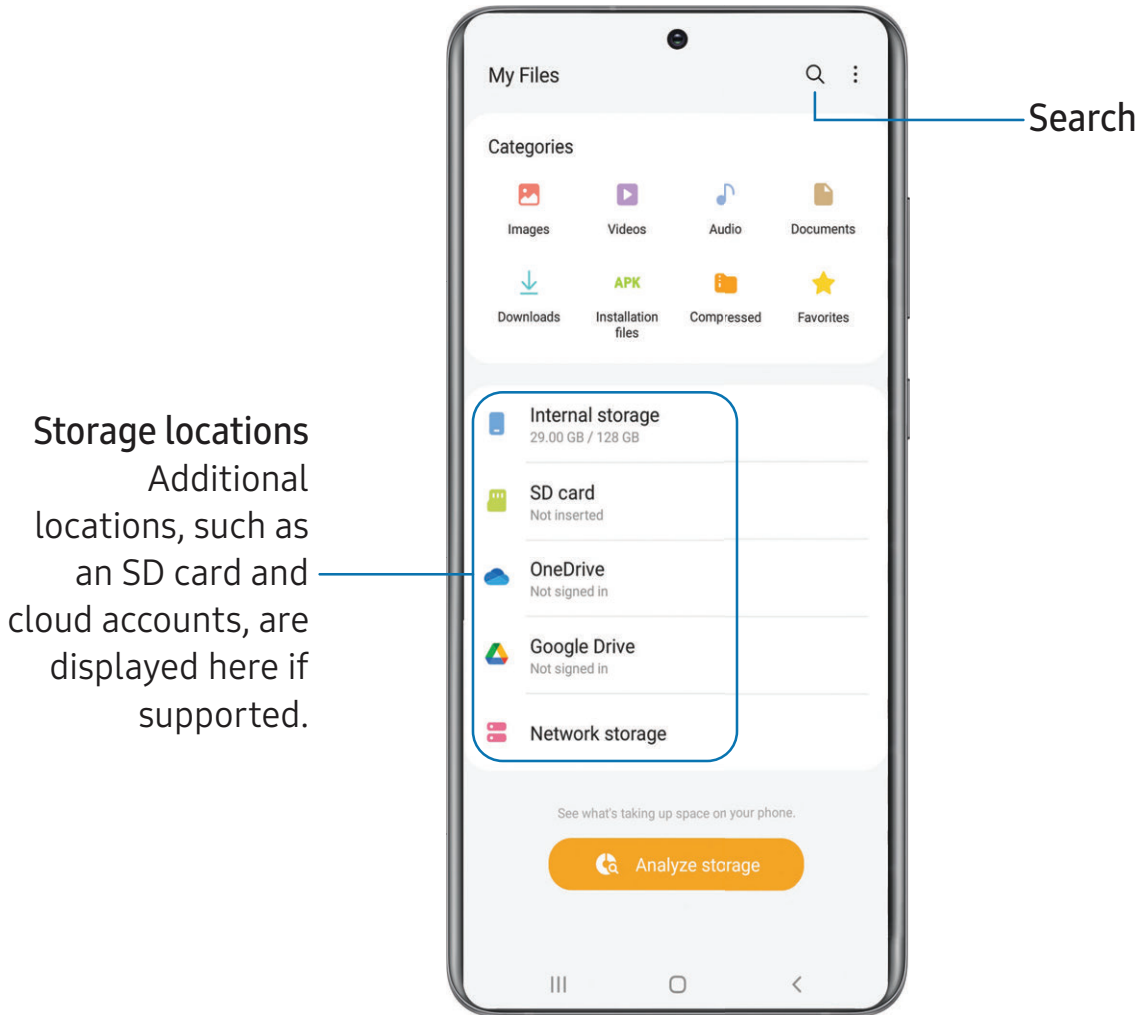 My Files
Search
Categories
Images Videos Audio Documents
APK
Downloads Installation files Compressed Favorites
Storage locations
Additional
locations, such as
an SD card and
cloud accounts, are
displayed here if
supported.
Internal storage
29.00 GB / 128 GB
SD card
Not inserted
OneDrive
Not signed in
Google Drive
Not signed in
Network storage
See what's taking up space on your phone.
Analyze storage